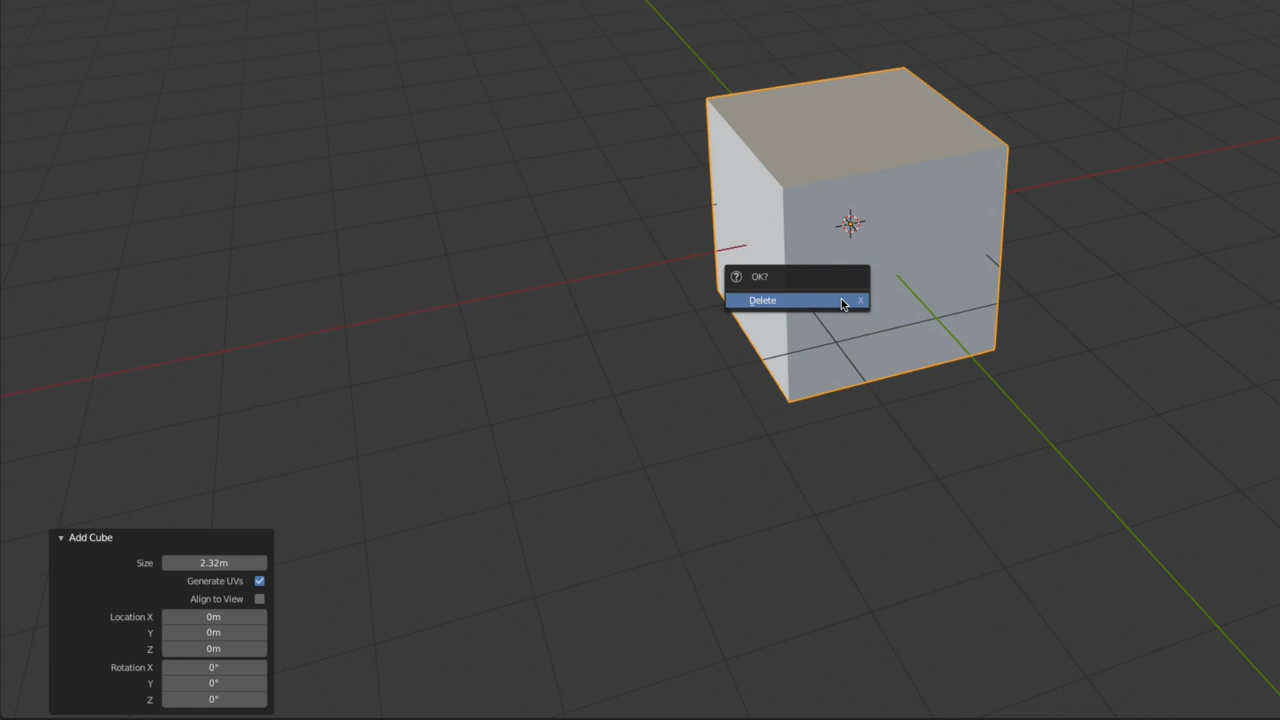 OK?
Delete X
Add Cube
Size 2.32m
Generate UVs
Align to View
Location X 0m
Y 0m
Z 0m
Rotation X 0°
Y 0°
Z 0°